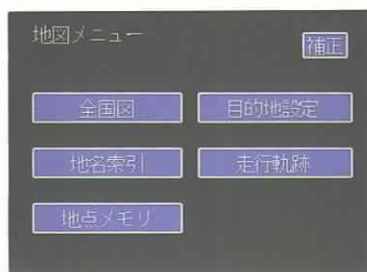 地図メニュー
補正
全国図
目的地設定
地名索引
走行軌跡
地点メモリ